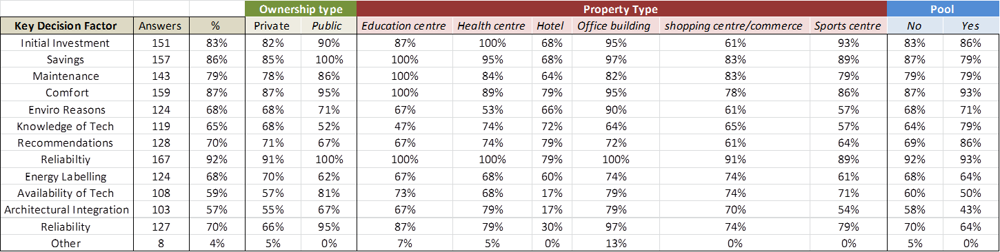 Ownership type Property Type Pool
Key Decision Factor Answers % Private Public Education centre Health centre Hotel Office building shopping centre/commerce Sports centre No Yes
Initial Investment 151 83% 82% 90% 87% 100% 68% 95% 61% 93% 83% 86%
Savings 157 86% 85% 100% 100% 95% 68% 97% 83% 89% 87% 79%
Maintenance 143 79% 78% 86% 100% 84% 64% 82% 83% 79% 79% 79%
Comfort 159 87% 87% 95% 100% 89% 79% 95% 78% 86% 87% 93%
Enviro Reasons 124 68% 68% 71% 67% 53% 66% 90% 61% 57% 68% 71%
Knowledge of Tech 119 65% 68% 52% 47% 74% 72% 64% 65% 57% 64% 79%
Recommendations 128 70% 71% 67% 67% 74% 79% 72% 61% 64% 69% 86%
Reliabiltiy 167 92% 91% 100% 100% 100% 79% 100% 91% 89% 92% 93%
Energy Labelling 124 68% 70% 62% 67% 68% 60% 74% 74% 61% 68% 64%
Availability of Tech 108 59% 57% 81% 73% 68% 17% 79% 74% 71% 60% 50%
Architectural Integration 103 57% 55% 67% 67% 79% 17% 79% 70% 54% 58% 43%
Reliability 127 70% 66% 95% 87% 79% 30% 97% 74% 79% 70% 64%
Other 8 4% 5% 0% 7% 5% 0% 13% 0% 0% 5% 0%